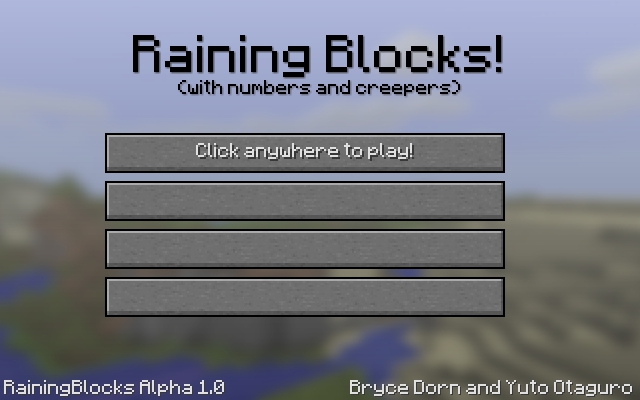 Raining Blocks!
(with numbers and creepers)
Click anywhere to play!
RainingBlocks Alpha 1.0
Bryce Dorn and Yuto Otaguro